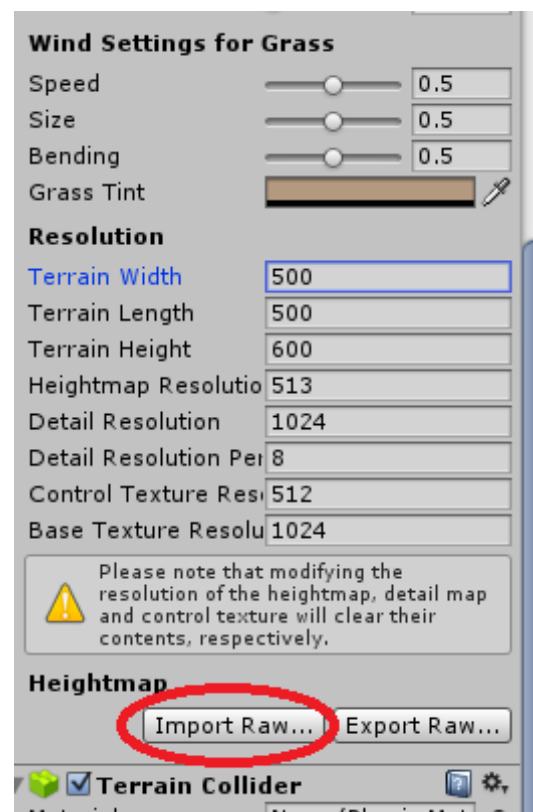 Wind Settings for Grass
Speed 0.5
Size 0.5
Bending 0.5
Grass Tint
Resolution
Terrain Width 500
Terrain Length 500
Terrain Height 600
Heightmap Resolutio 513
Detail Resolution 1024
Detail Resolution Per 8
Control Texture Res 512
Base Texture Resolu 1024
Please note that modifying the
resolution of the heightmap, detail map
and control texture will clear their
contents, respectively.
Heightmap
Import Raw... Export Raw...
Terrain Collider